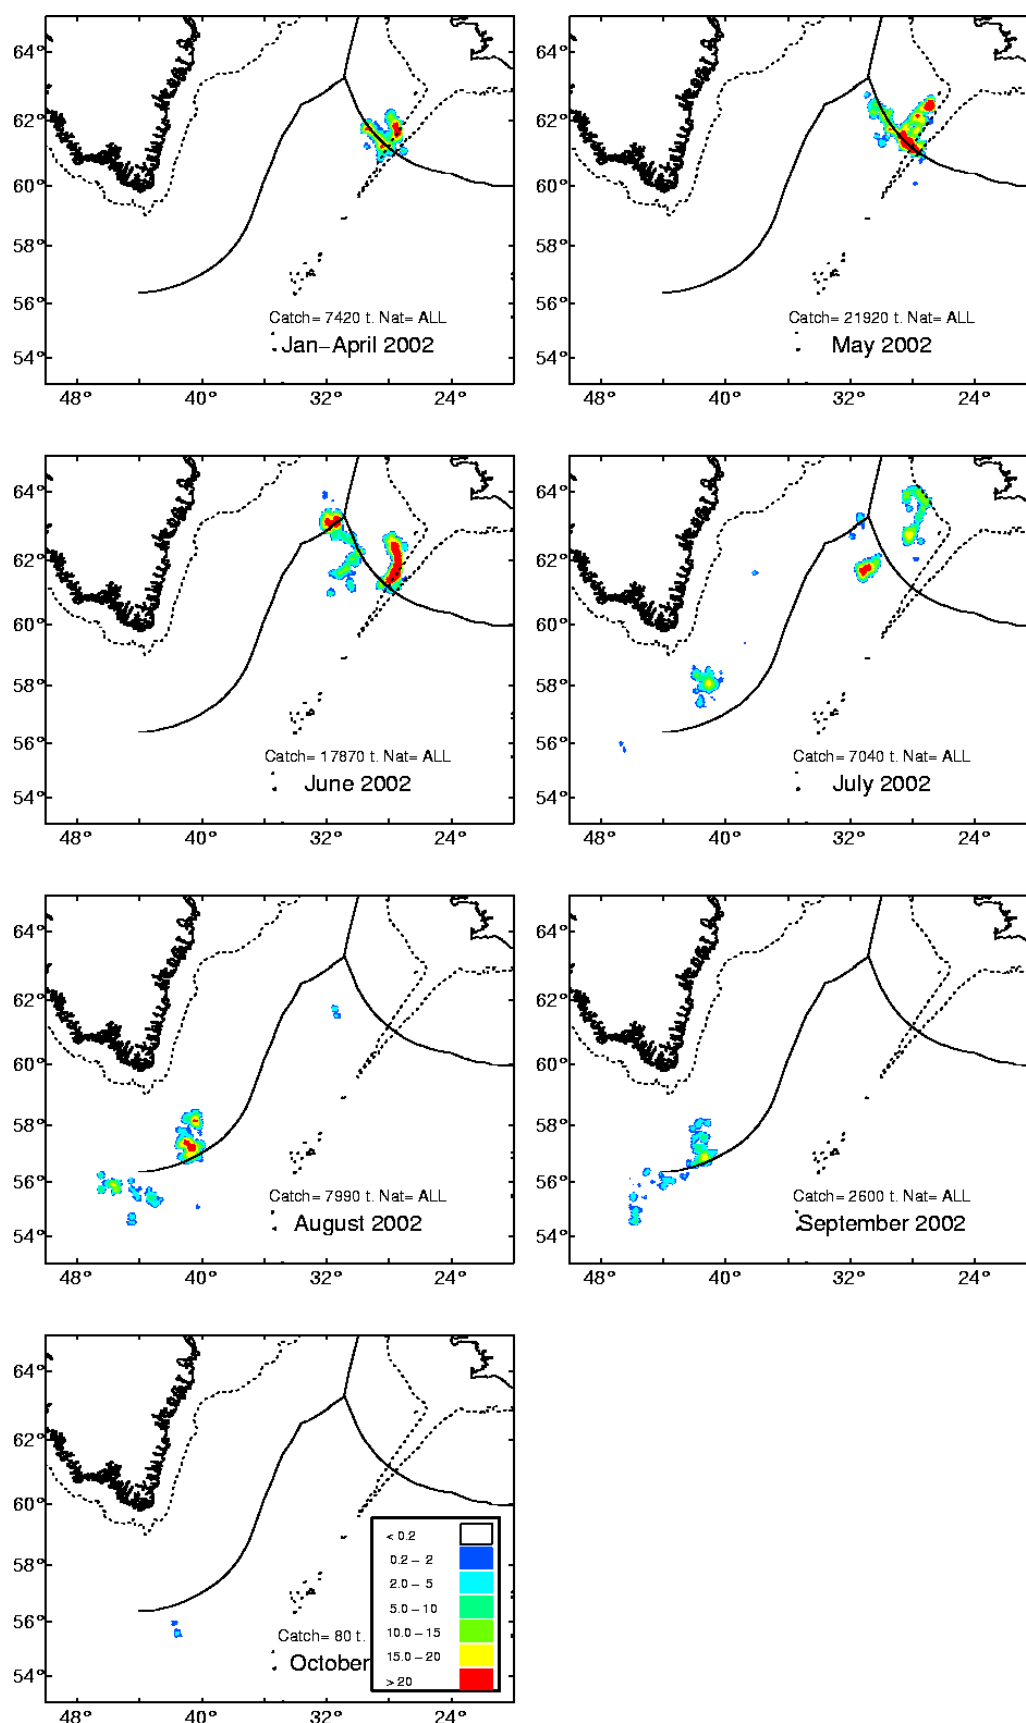 64°
62°
60°
58°
56°
54°
Catch= 7420 t. Nat= ALL
Jan–April 2002
48° 40° 32° 24°
64°
62°
60°
58°
56°
54°
Catch= 21920 t. Nat= ALL
May 2002
48° 40° 32° 24°
64°
62°
60°
58°
56°
54°
Catch= 17870 t. Nat= ALL
June 2002
48° 40° 32° 24°
64°
62°
60°
58°
56°
54°
Catch= 7040 t. Nat= ALL
July 2002
48° 40° 32° 24°
64°
62°
60°
58°
56°
54°
Catch= 7990 t. Nat= ALL
August 2002
48° 40° 32° 24°
64°
62°
60°
58°
56°
54°
Catch= 2600 t. Nat= ALL
September 2002
48° 40° 32° 24°
64°
62°
60°
58°
56°
54°
Catch= 80 t.
October
< 0.2
0.2 – 2
2.0 – 5
5.0 – 10
10.0 – 15
15.0 – 20
> 20
48° 40° 32° 24°